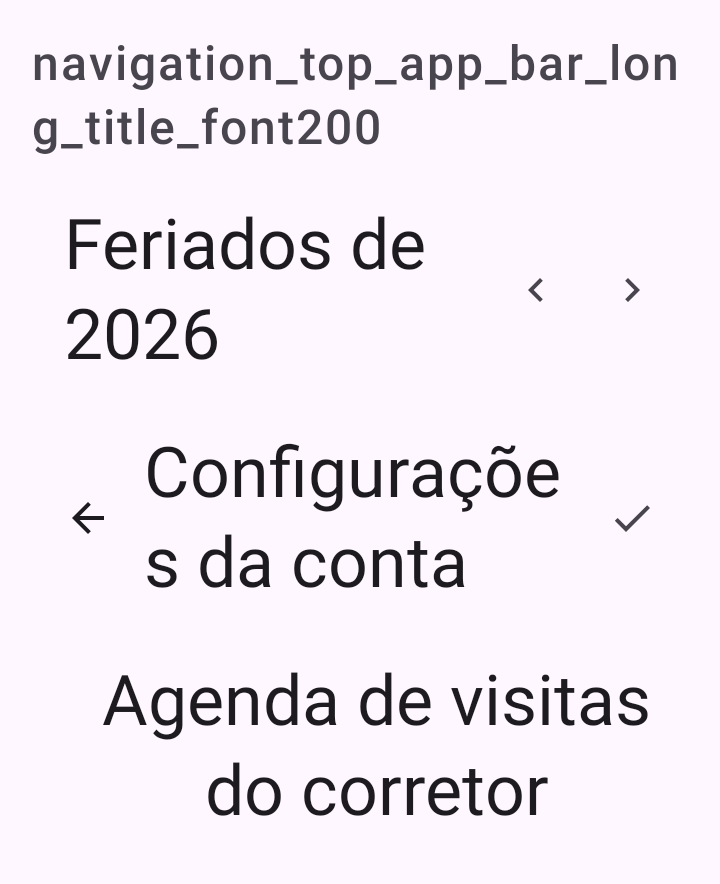 navigation_top_app_bar_lon
g_title_font200
Feriados de
2026
Configuraçõe
s da conta
Agenda de visitas
do corretor